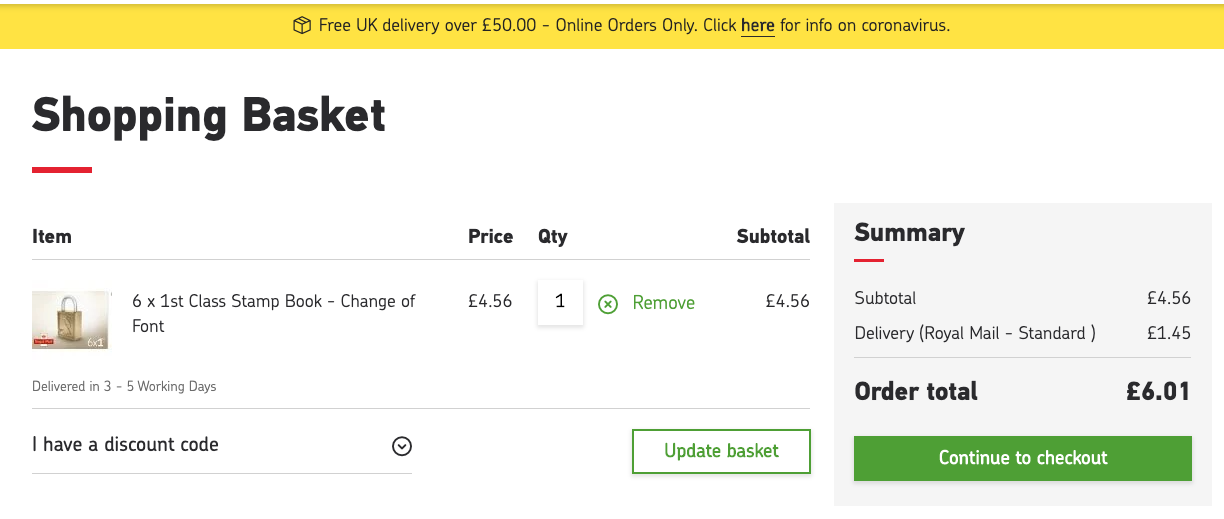 Free UK delivery over £50.00 - Online Orders Only. Click here for info on coronavirus.
Shopping Basket
Item Price Qty Subtotal
6 x 1st Class Stamp Book - Change of Font £4.56 1 Remove £4.56
6x1
Delivered in 3 - 5 Working Days
I have a discount code
Update basket
Summary
Subtotal £4.56
Delivery (Royal Mail - Standard ) £1.45
Order total £6.01
Continue to checkout